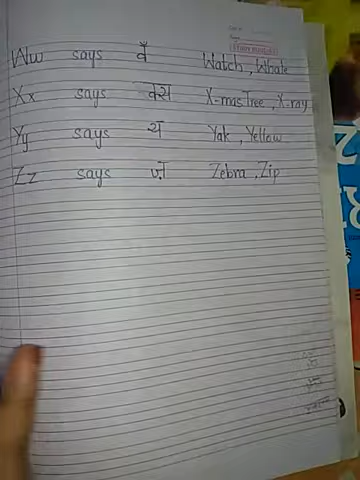 Ww says वॅ Watch, Whale
Xx says क्स X-mas Tree, X-ray
Yy says य Yak, Yellow
Zz says ज़ Zebra, Zip